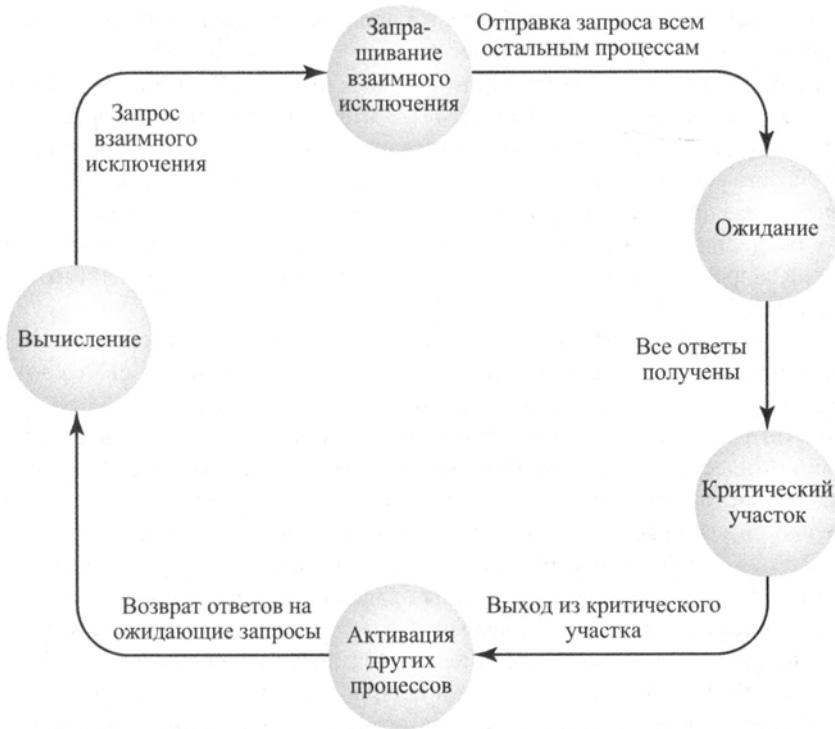 Запра-
шивание
взаимного
исключения
Отправка запроса всем
остальным процессам
Запрос
взаимного
исключения
Ожидание
Вычисление
Все ответы
получены
Критический
участок
Возврат ответов на
ожидающие запросы
Активация
других
процессов
Выход из критического
участка